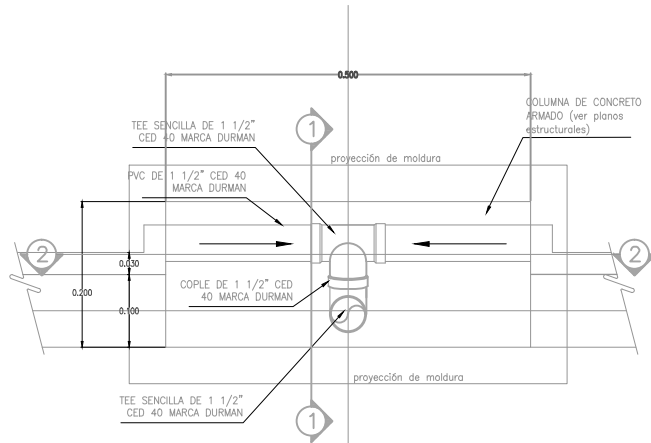 0.500
COLUMNA DE CONCRETO
ARMADO (ver planos
estructurales)
TEE SENCILLA DE 1 1/2"
CED 40 MARCA DURMAN
1
proyección de moldura
PVC DE 1 1/2" CED 40
MARCA DURMAN
2
2
0.030
0.200
0.100
COPLE DE 1 1/2" CED
40 MARCA DURMAN
proyección de moldura
TEE SENCILLA DE 1 1/2"
CED 40 MARCA DURMAN
1